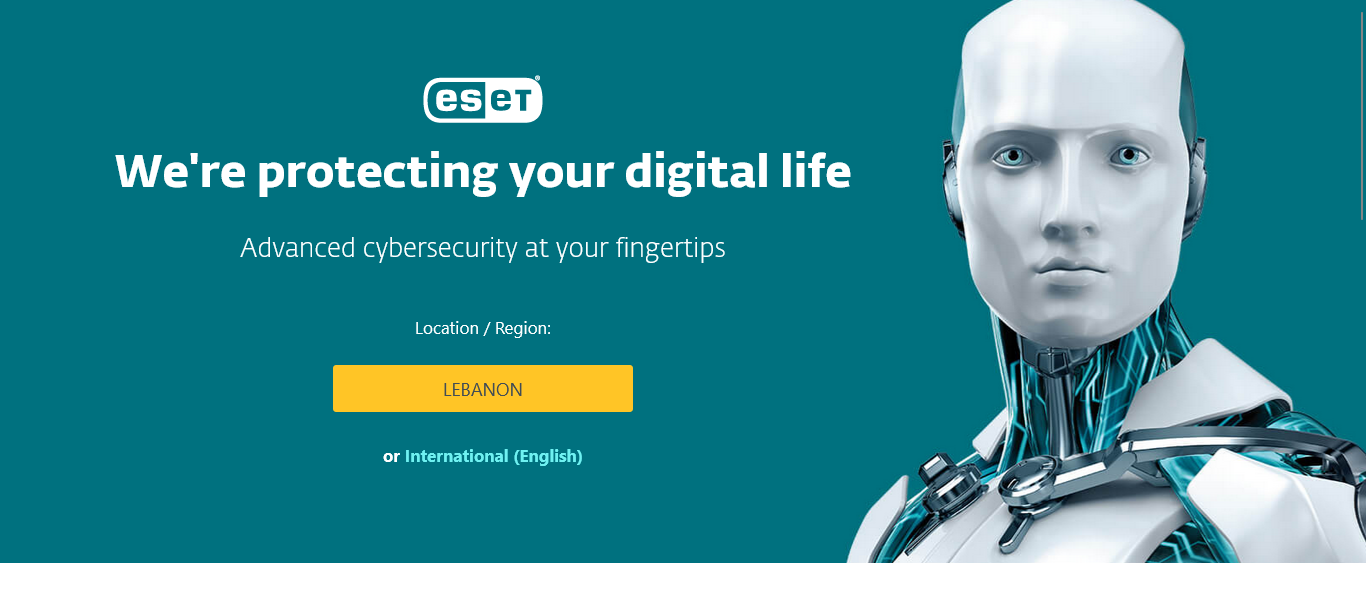 eseT®
We're protecting your digital life
Advanced cybersecurity at your fingertips
Location / Region:
LEBANON
or International (English)